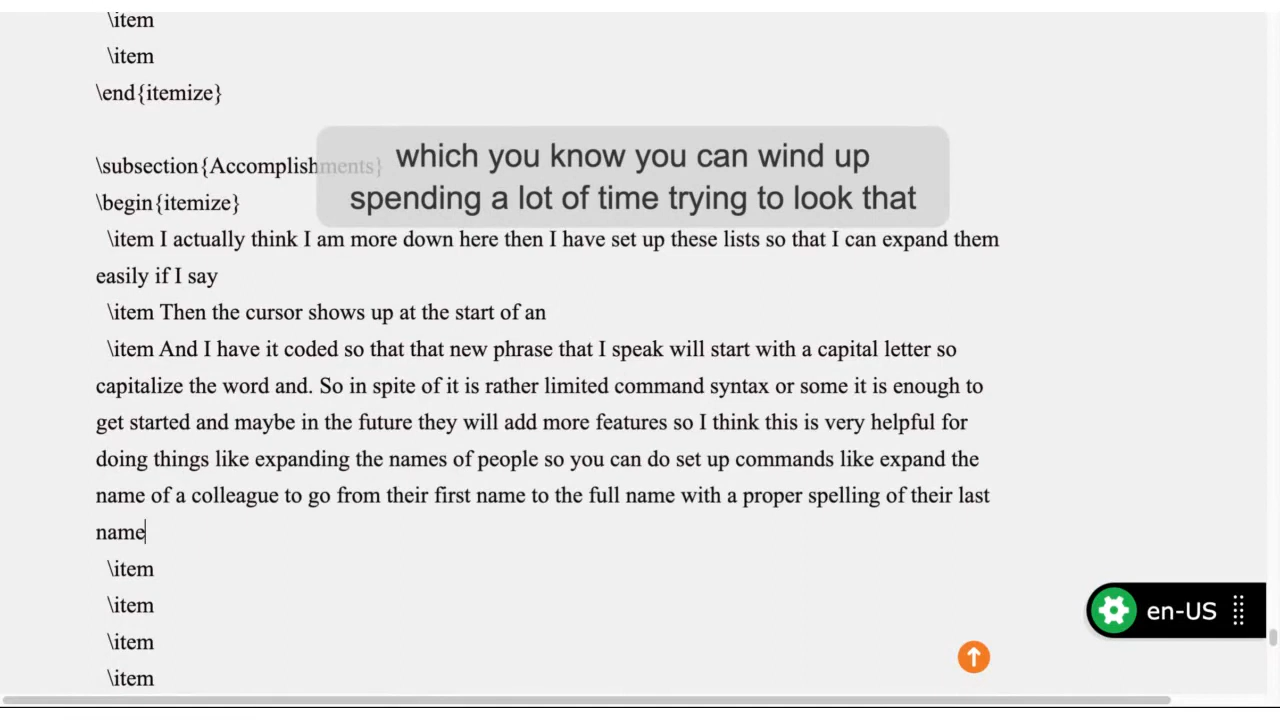 \item
\item
\end{itemize}
which you know you can wind up
\subsection{Accomplishments}
spending a lot of time trying to look that
\begin{itemize}
\item I actually think I am more down here then I have set up these lists so that I can expand them
easily if I say
\item Then the cursor shows up at the start of an
\item And I have it coded so that that new phrase that I speak will start with a capital letter so
capitalize the word and. So in spite of it is rather limited command syntax or some it is enough to
get started and maybe in the future they will add more features so I think this is very helpful for
doing things like expanding the names of people so you can do set up commands like expand the
name of a colleague to go from their first name to the full name with a proper spelling of their last
name
\item
\item
en-US
\item
\item